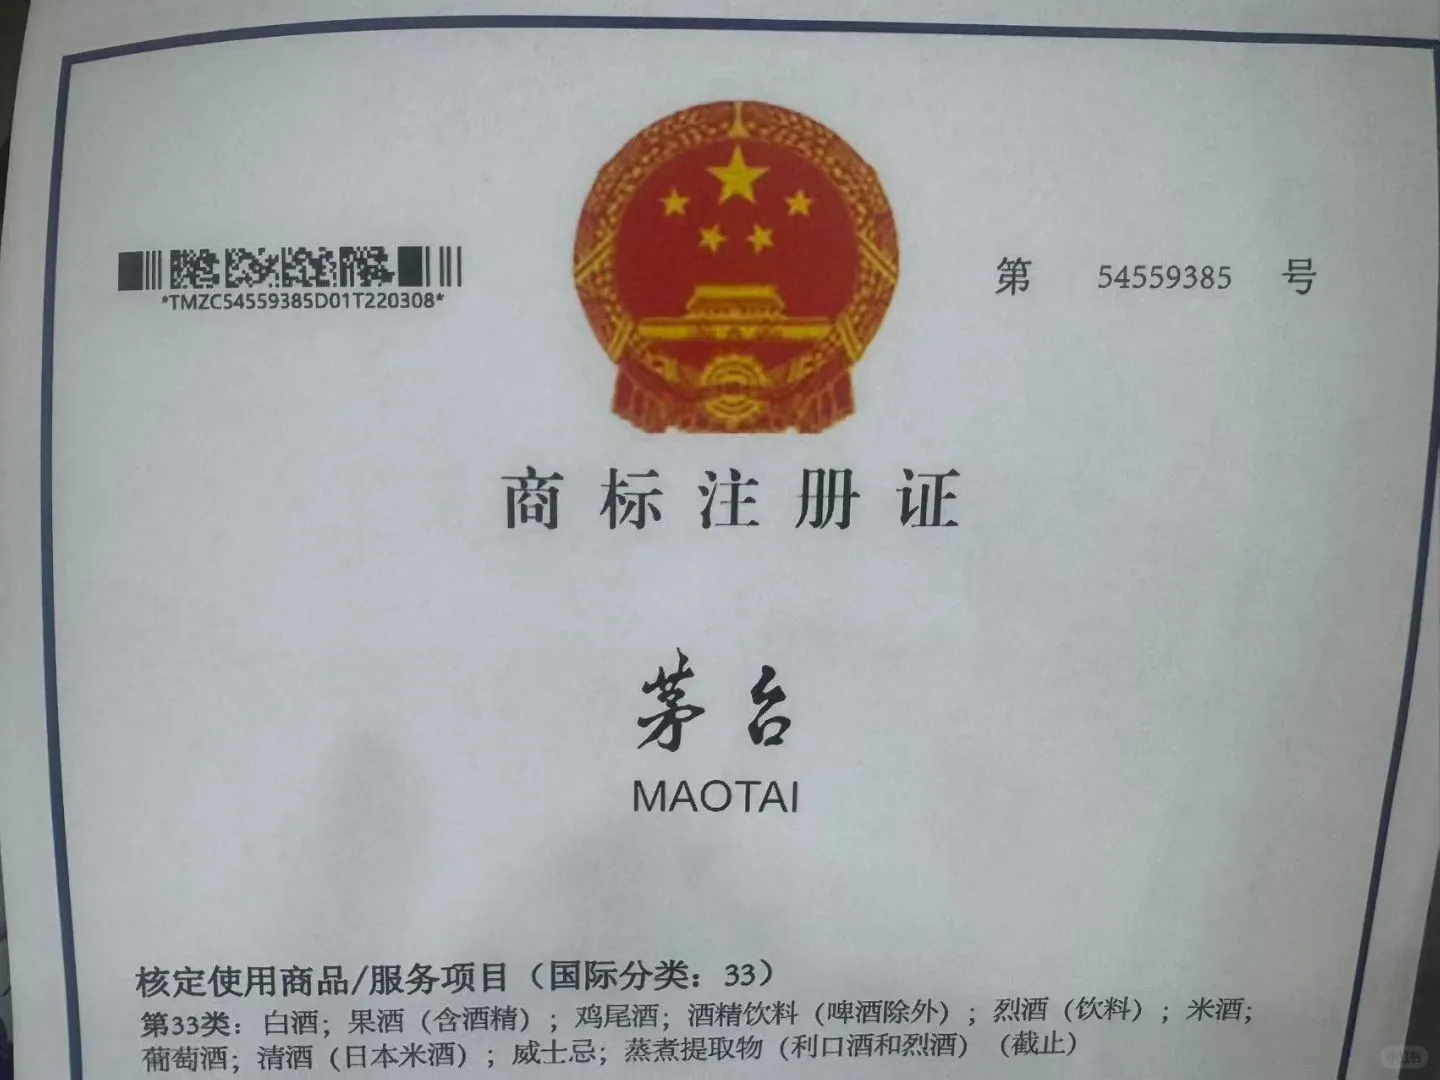 *TMZC54559385D01T220308*
第 54559385 号
商标注册证
茅台
MAOTAI
核定使用商品/服务项目（国际分类：33）
第33类：白酒；果酒（含酒精）；鸡尾酒；酒精饮料（啤酒除外）；烈酒（饮料）；米酒；
葡萄酒；清酒（日本米酒）；威士忌；蒸煮提取物（利口酒和烈酒）（截止）
小红书